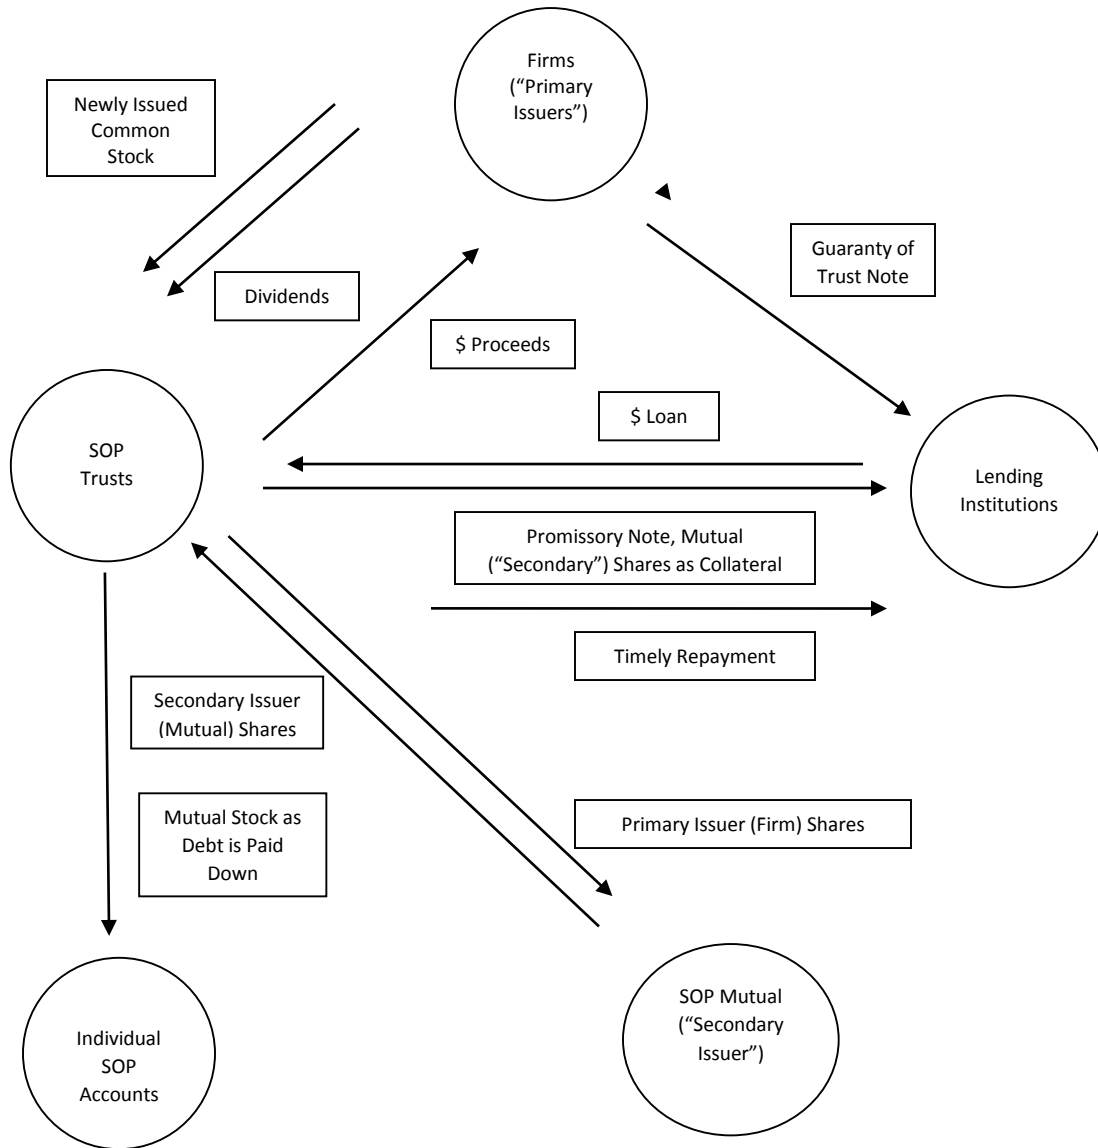 Firms
(“Primary
Issuers”)
Newly Issued
Common
Stock
Guaranty of
Trust Note
Dividends
$ Proceeds
$ Loan
SOP
Trusts
Lending
Institutions
Promissory Note, Mutual
(“Secondary”) Shares as Collateral
Timely Repayment
Secondary Issuer
(Mutual) Shares
Mutual Stock as
Debt is Paid
Down
Primary Issuer (Firm) Shares
SOP Mutual
(“Secondary
Issuer”)
Individual
SOP
Accounts